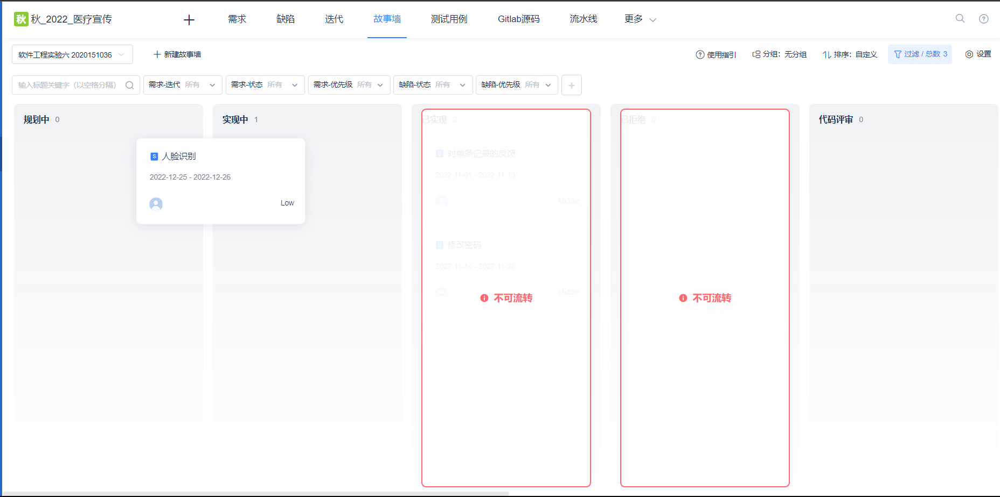 秋 秋_2022_医疗宣传 需求 缺陷 迭代 故事墙 测试用例 Gitlab源码 流水线 更多
软件工程实验六 2020151036 新建故事墙 使用指引 分组：无分组 排序：自定义 过滤 / 总数 3 设置
输入标题关键字（以空格分隔） 需求-迭代 所有 需求-状态 所有 需求-优先级 所有 缺陷-状态 所有 缺陷-优先级 所有
规划中 0
实现中 1
S 人脸识别
2022-12-25 - 2022-12-26
Low
已实现 2
S 对单条记录的反馈
2022-11-01 - 2022-11-13
Middle
S 修改密码
2022-11-14 - 2022-11-28
Middle
不可流转
已拒绝 0
不可流转
代码评审 0